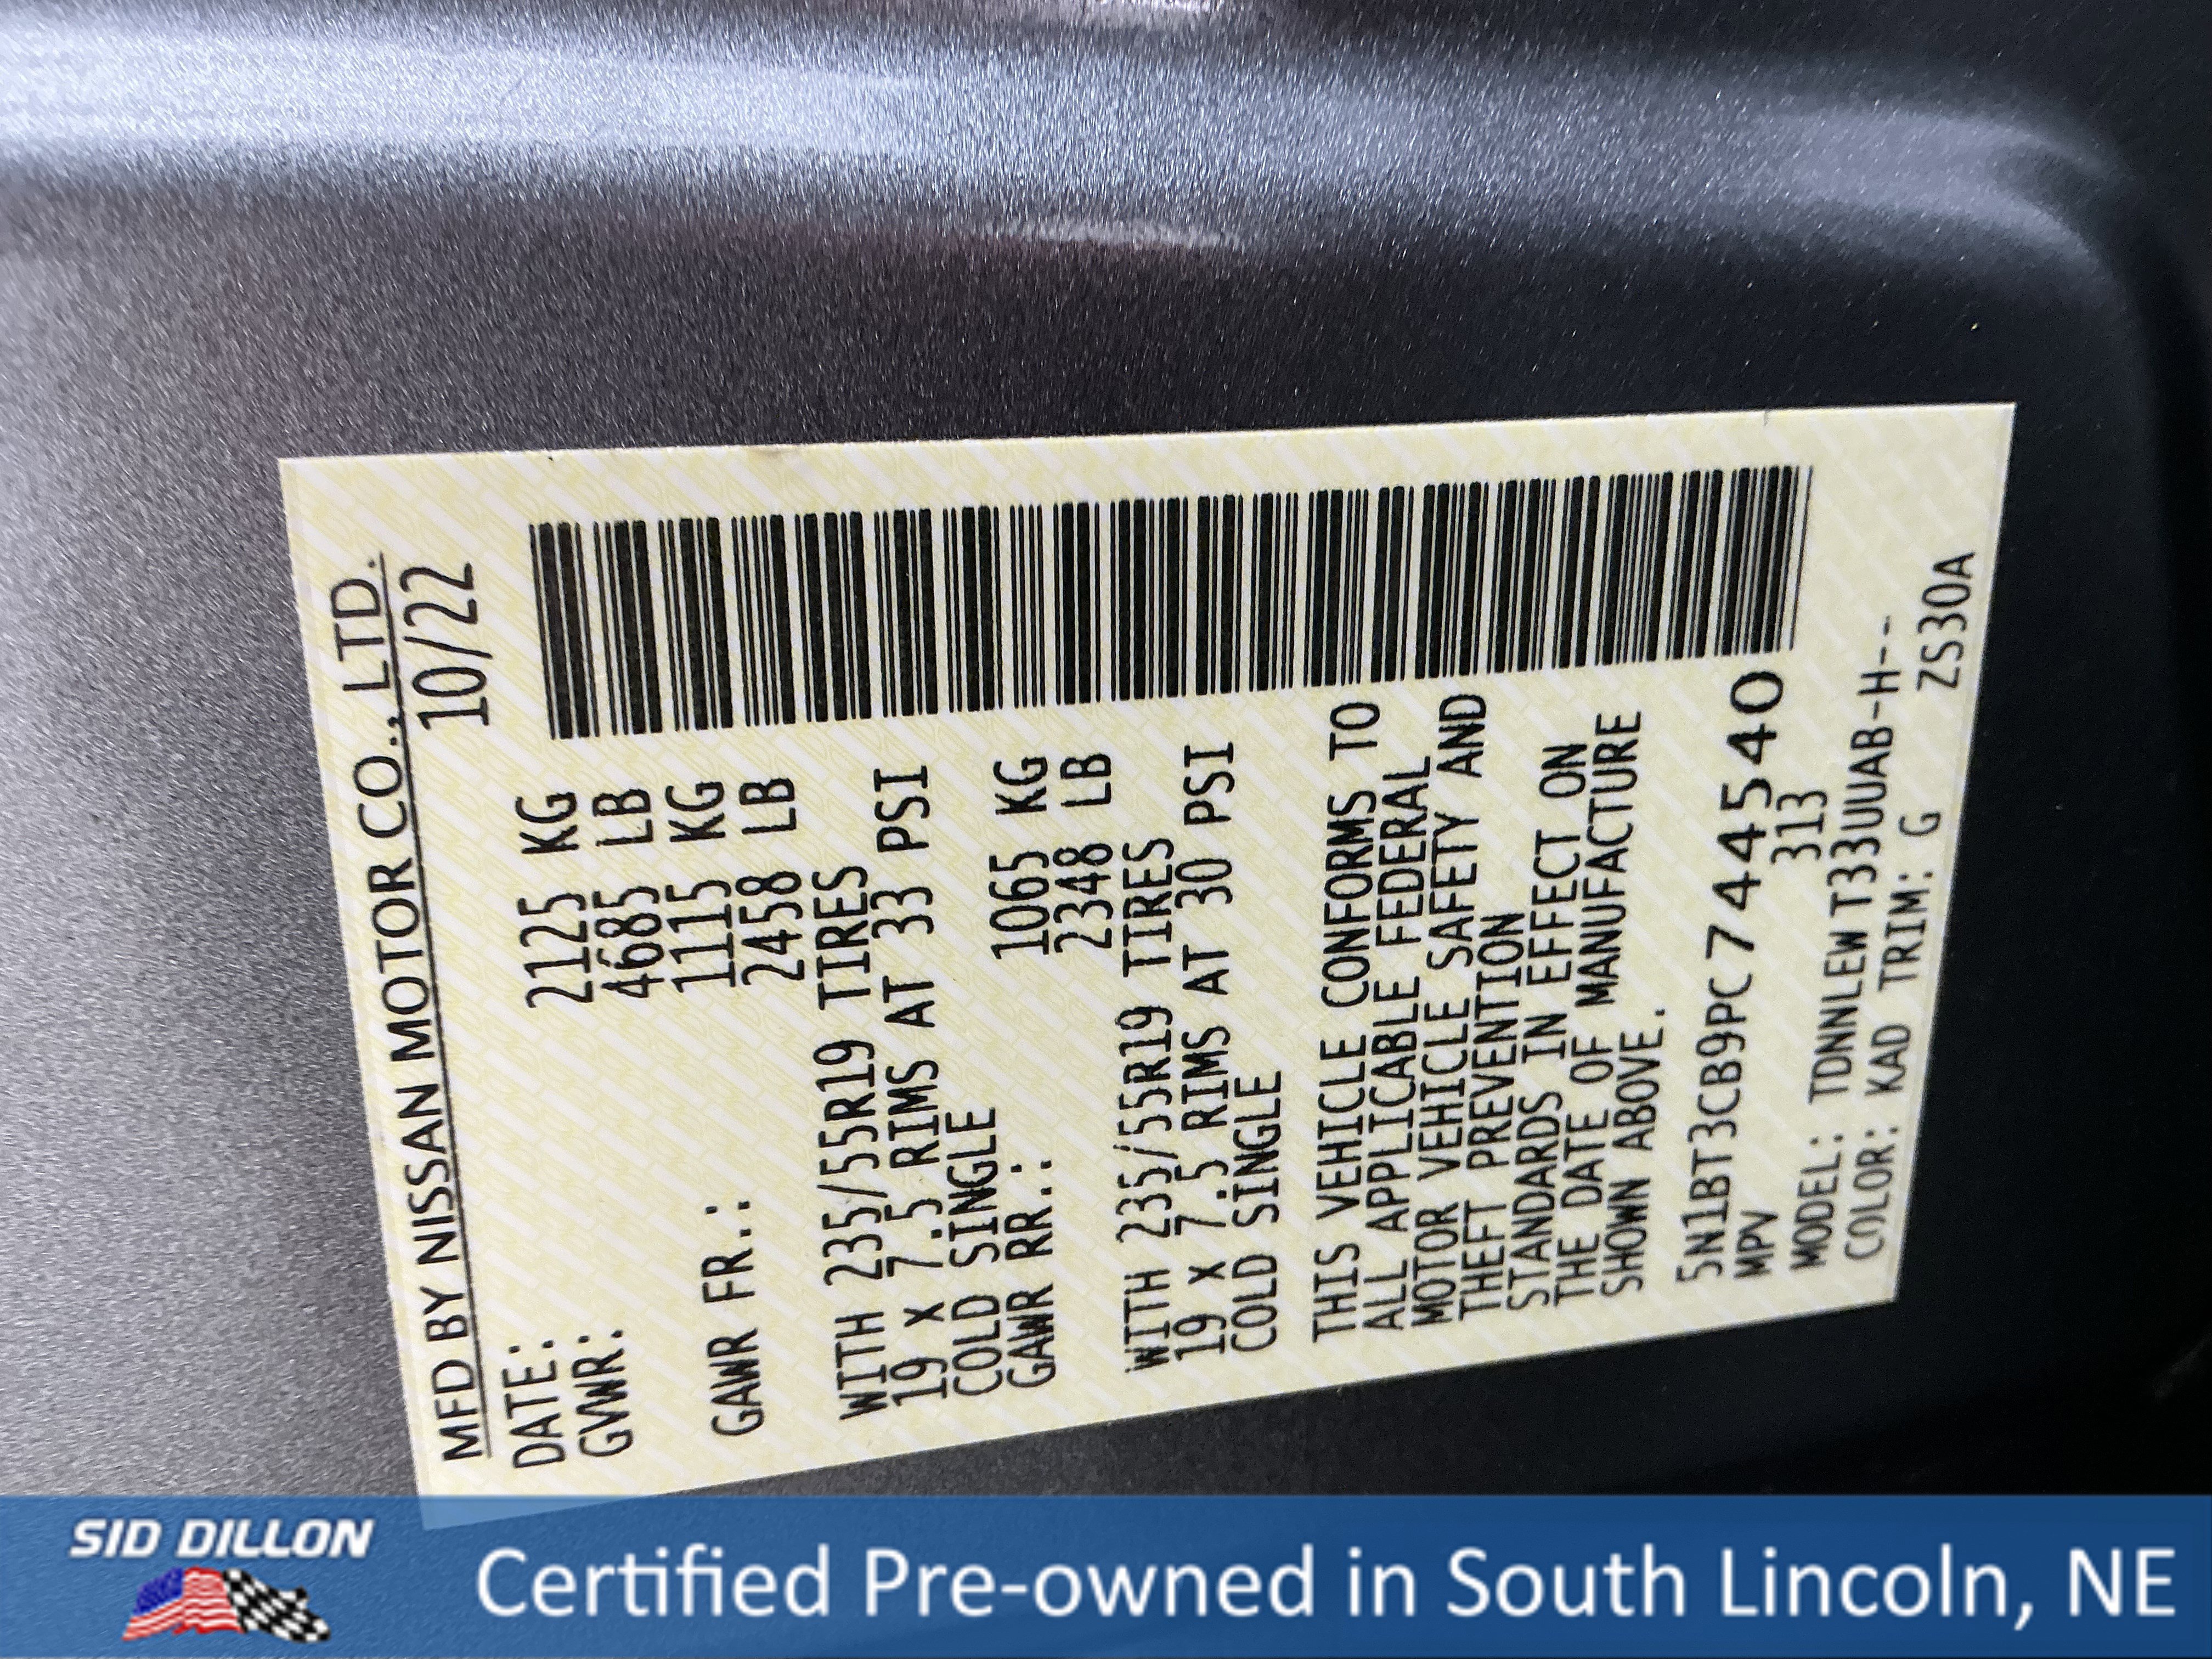 MFD BY NISSAN MOTOR CO., LTD.
DATE: 10/22
GVWR: 2125 KG
4685 LB
GAWR FR.: 1115 KG
2458 LB
WITH 235/55R19 TIRES
19 X 7.5 RIMS AT 33 PSI
COLD SINGLE
GAWR RR.: 1065 KG
2348 LB
WITH 235/55R19 TIRES
19 X 7.5 RIMS AT 30 PSI
COLD SINGLE
THIS VEHICLE CONFORMS TO
ALL APPLICABLE FEDERAL
MOTOR VEHICLE SAFETY AND
THEFT PREVENTION
STANDARDS IN EFFECT ON
THE DATE OF MANUFACTURE
SHOWN ABOVE.
5N1BT3CB9PC744540
MPV 313
MODEL: TDNNLEWT33UUAB-H--
COLOR: KAD TRIM: G ZS30A
SID DILLON
Certified Pre-owned in South Lincoln, NE